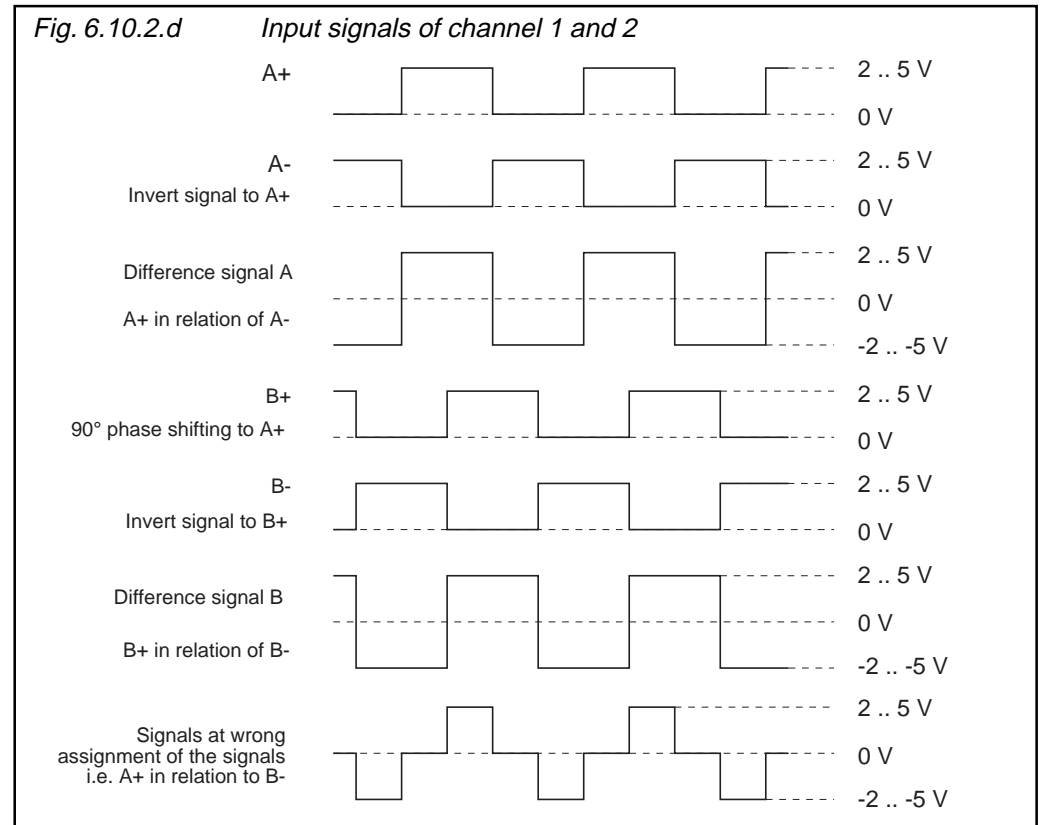 Fig. 6.10.2.d Input signals of channel 1 and 2
A+
2 .. 5 V
0 V
A-
Invert signal to A+
2 .. 5 V
0 V
Difference signal A
A+ in relation of A-
2 .. 5 V
0 V
-2 .. -5 V
B+
90° phase shifting to A+
2 .. 5 V
0 V
B-
Invert signal to B+
2 .. 5 V
0 V
Difference signal B
B+ in relation of B-
2 .. 5 V
0 V
-2 .. -5 V
Signals at wrong
assignment of the signals
i.e. A+ in relation to B-
2 .. 5 V
0 V
-2 .. -5 V